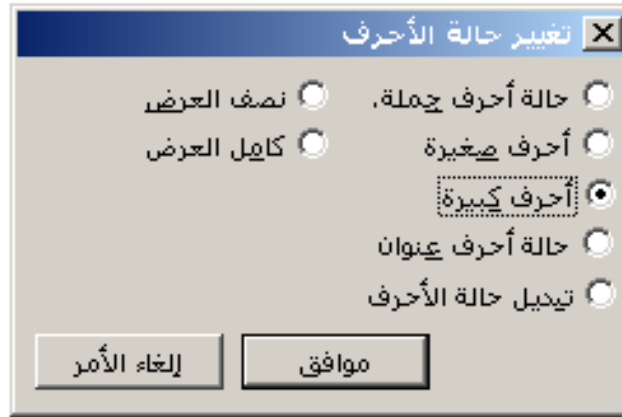 تغيير حالة الأحرف
حالة أحرف جملة.
نصف العرض
أحرف صغيرة
كامل العرض
أحرف كبيرة
حالة أحرف عنوان
تبديل حالة الأحرف
موافق
إلغاء الأمر